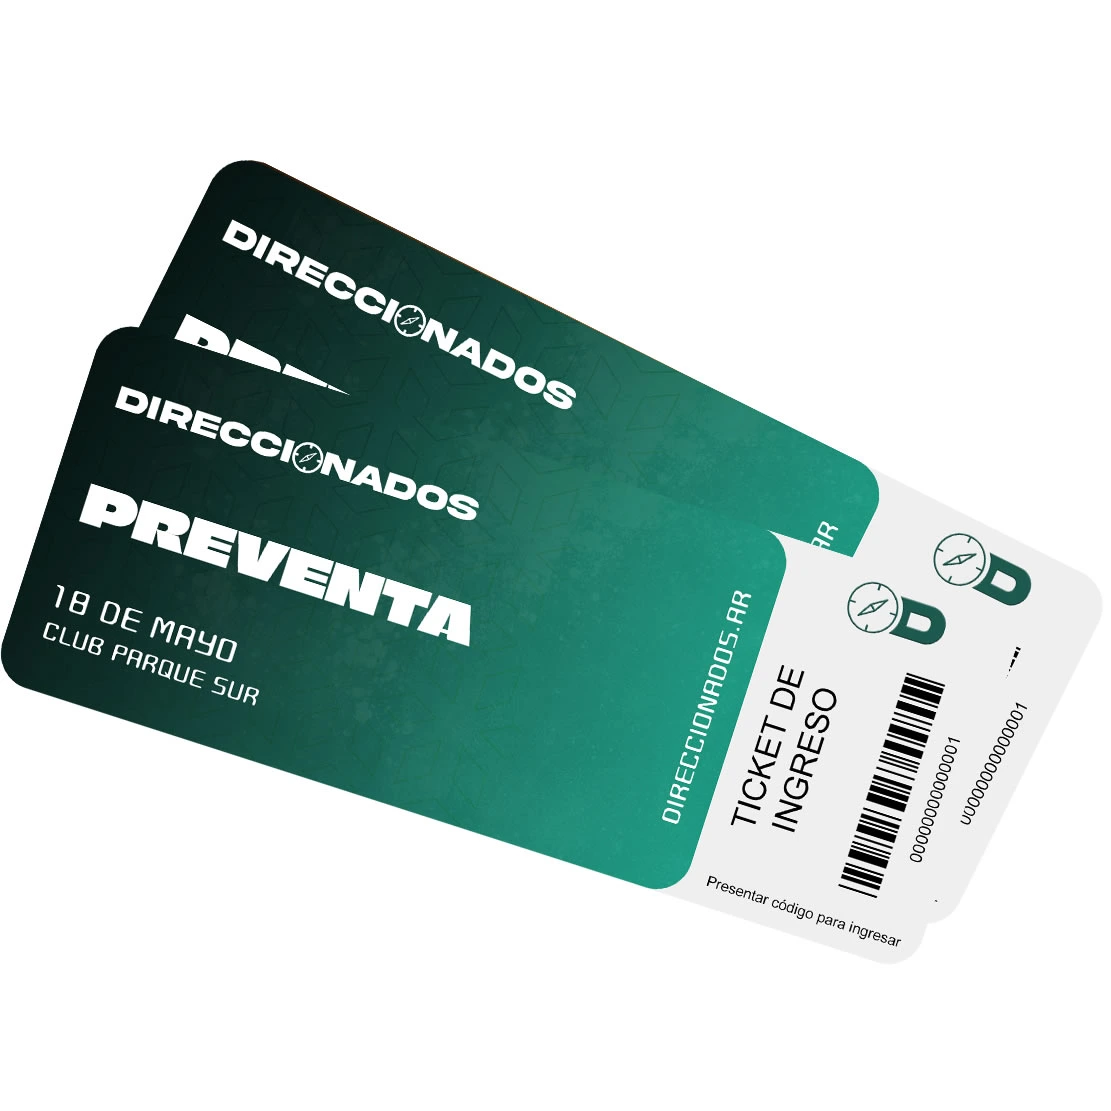 DIRECCIONADOS
AR
DIRECCIONADOS
PREVENTA
18 DE MAYO
CLUB PARQUE SUR
DIRECCIONADOS.AR
TICKET DE
INGRESO
0000000000001
Presentar código para ingresar
0000000000001